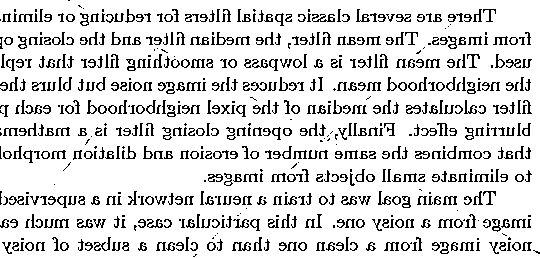 There are several classic spatial filters for reducing or elimina
from images. The mean filter, the median filter and the closing op
used. The mean filter is a lowpass or smoothing filter that repl
the neighborhood mean. It reduces the image noise but blurs the
filter calculates the median of the pixel neighborhood for each p
blurring effect. Finally, the opening closing filter is a mathema
that combines the same number of erosion and dilation morphol
to eliminate small objects from images.
The main goal was to train a neural network in a supervised
image from a noisy one. In this particular case, it was much ea
noisy image from a clean one than to clean a subset of noisy